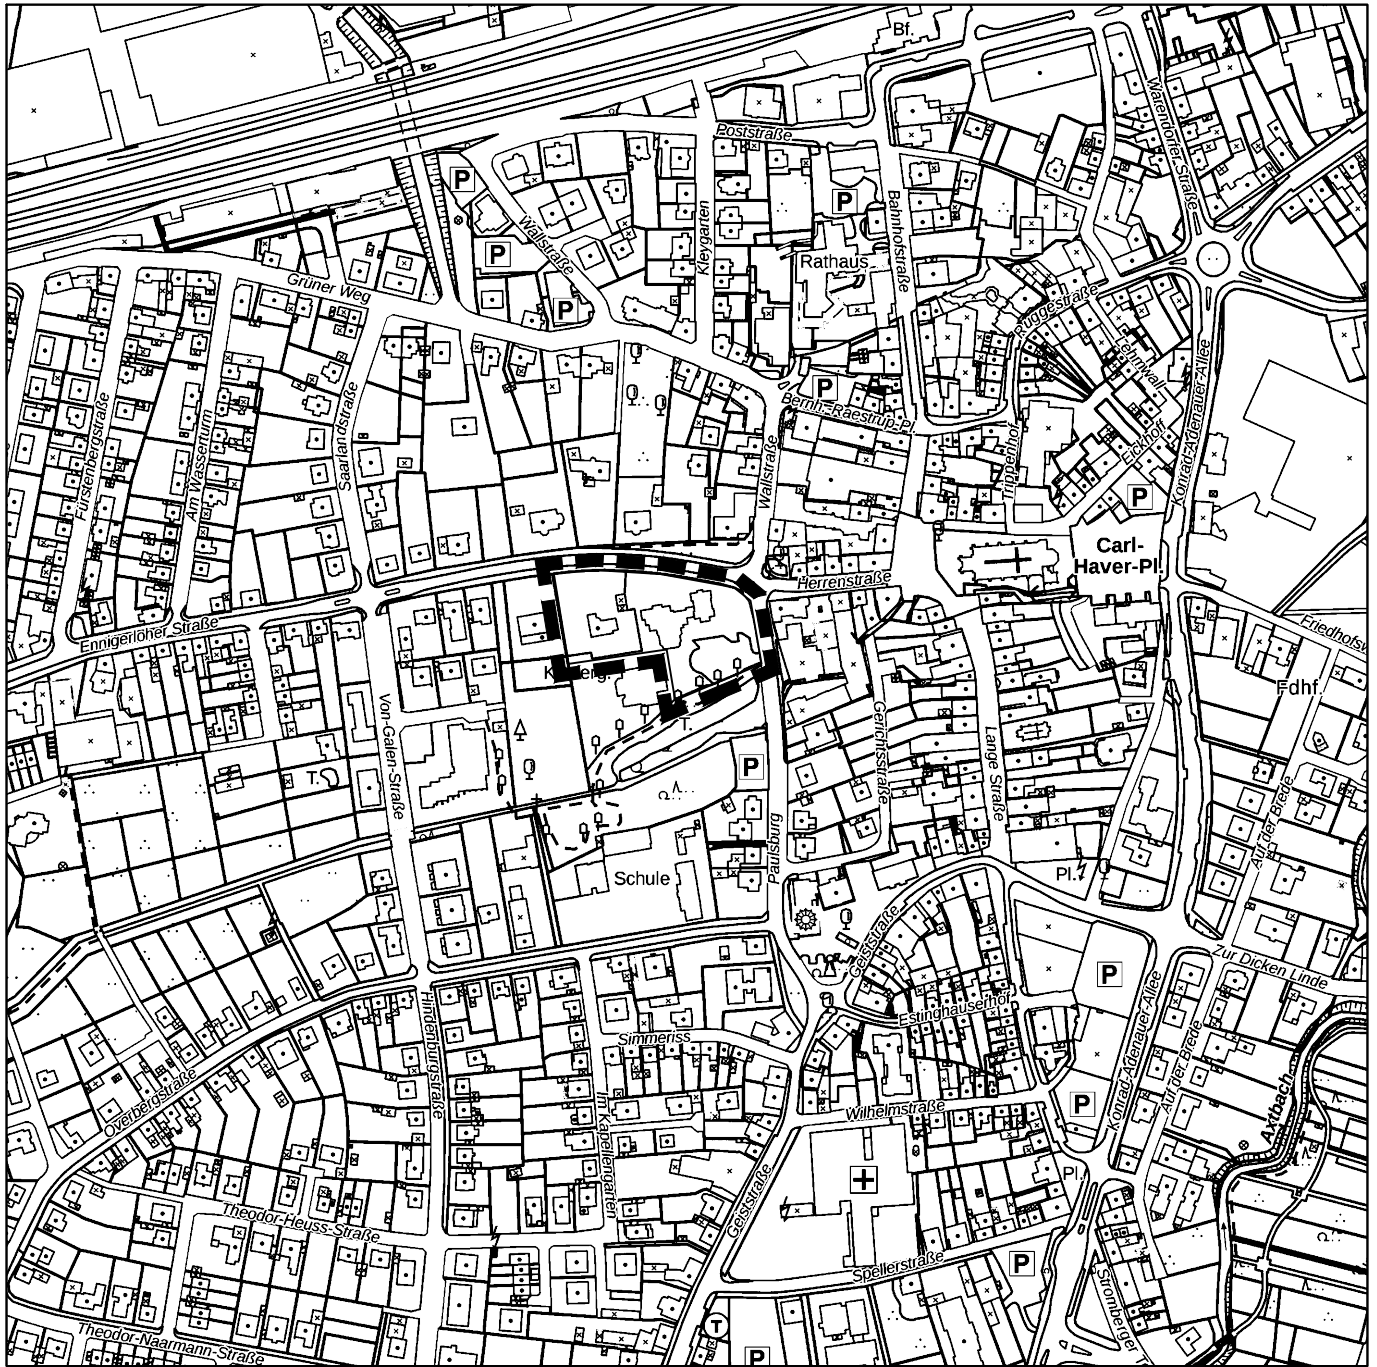 Bf.
Poststraße
Warendorfer Straße
P
P
Wallstraße
Kleygarten
Bahnhofstraße
P
Rathaus
P
Grüner Weg
Ruggestraße
Lehnwall
Fürstenbergstraße
Am Wasserturm
Saarlandstraße
P
Bernh.-Raestrup-Pl.
Wallstraße
Trippenhof
Eickhoff
Konrad-Adenauer-Allee
P
Carl-
Haver-Pl.
Herrenstraße
Ennigerloher Straße
Fdhf.
Von-Galen-Straße
T.
T.
P
Gerichtsstraße
Lange Straße
Auf der Brede
Paulsburg
Schule
Pl.
Geiststraße
Zur Dicken Linde
P
Estinghauserhof
Hindenburgstraße
Simmeriss
Konrad-Adenauer-Allee
Auf der Brede
Axtbach
Overbergstraße
Im Kapellengarten
Wilhelmstraße
P
Pl.
Theodor-Heuss-Straße
Geiststraße
Spellerstraße
P
Stromberger
T
Theodor-Naarmann-Straße
P